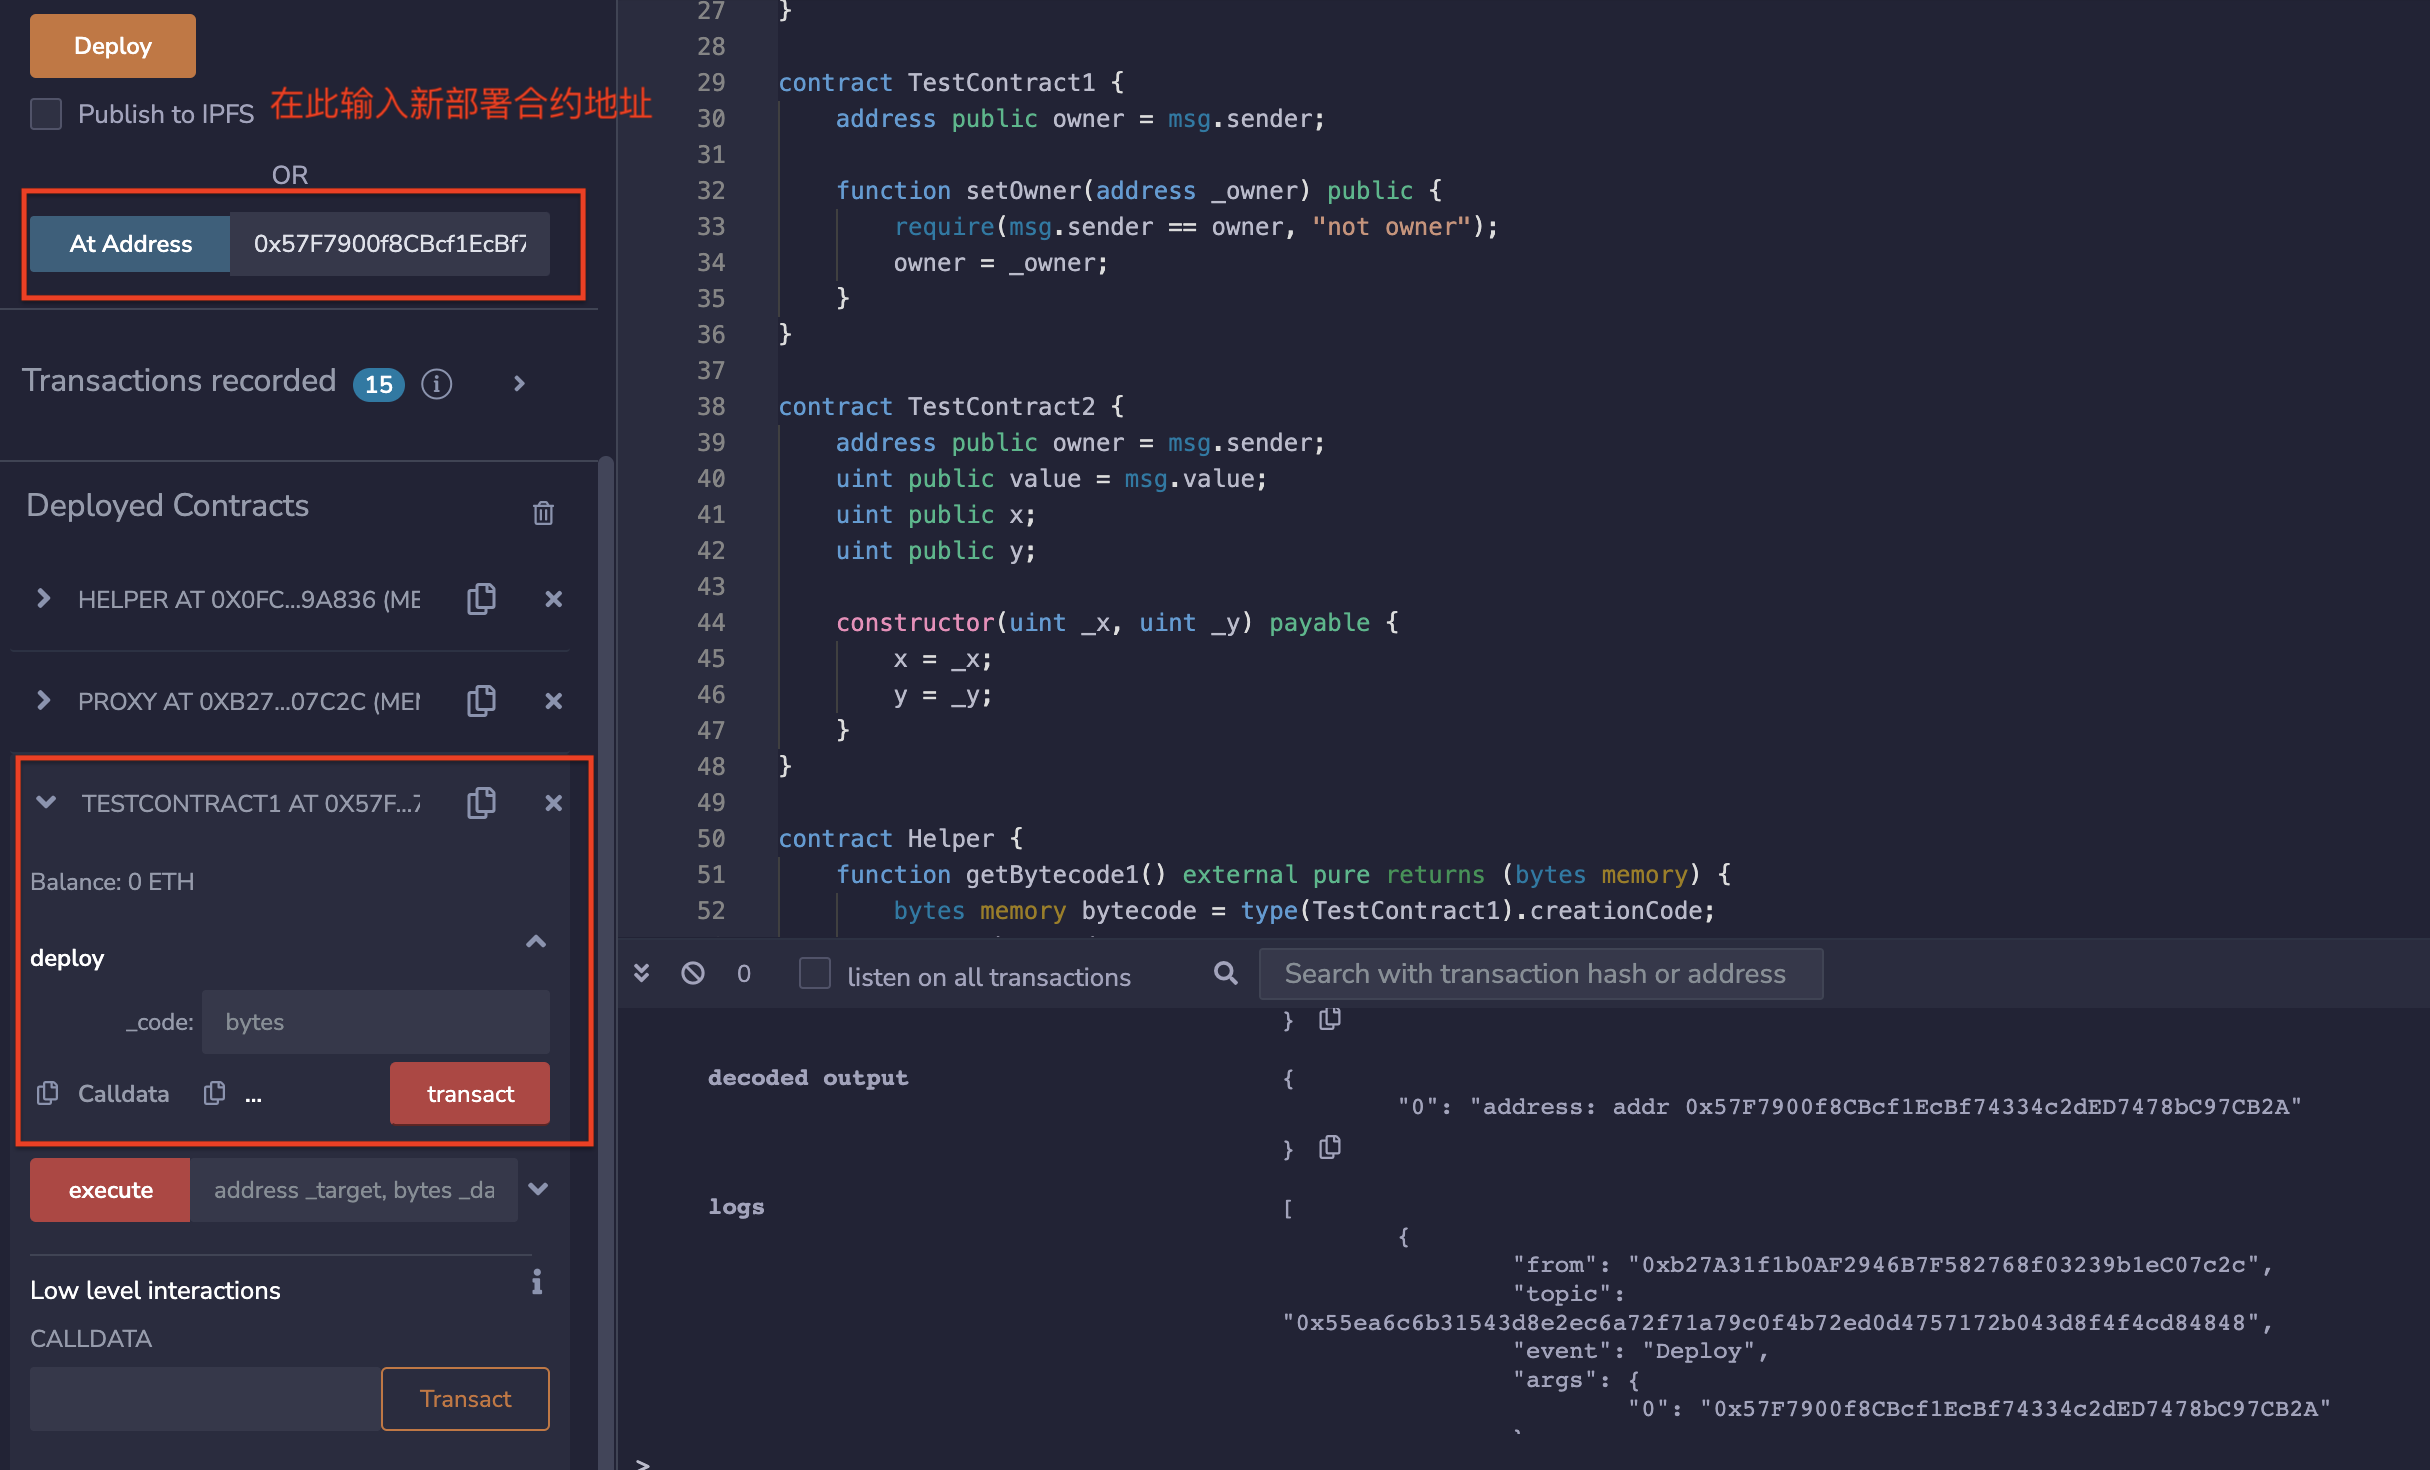 Deploy
Publish to IPFS
在此输入新部署合约地址
OR
At Address
0x57F7900f8CBcf1EcBf7
Transactions recorded 15
Deployed Contracts
HELPER AT 0X0FC...9A836 (ME
PROXY AT 0XB27...07C2C (MEM
TESTCONTRACT1 AT 0X57F...7
Balance: 0 ETH
deploy
_code: bytes
Calldata ... transact
execute address _target, bytes _da
Low level interactions
CALLDATA
Transact
27 }
28
29 contract TestContract1 {
30 address public owner = msg.sender;
31
32 function setOwner(address _owner) public {
33 require(msg.sender == owner, "not owner");
34 owner = _owner;
35 }
36 }
37
38 contract TestContract2 {
39 address public owner = msg.sender;
40 uint public value = msg.value;
41 uint public x;
42 uint public y;
43
44 constructor(uint _x, uint _y) payable {
45 x = _x;
46 y = _y;
47 }
48 }
49
50 contract Helper {
51 function getBytecode1() external pure returns (bytes memory) {
52 bytes memory bytecode = type(TestContract1).creationCode;
0 listen on all transactions Search with transaction hash or address
}
decoded output {
"0": "address: addr 0x57F7900f8CBcf1EcBf74334c2dED7478bC97CB2A"
}
logs [
{
"from": "0xb27A31f1b0AF2946B7F582768f03239b1eC07c2c",
"topic":
"0x55ea6c6b31543d8e2ec6a72f71a79c0f4b72ed0d4757172b043d8f4f4cd84848",
"event": "Deploy",
"args": {
"0": "0x57F7900f8CBcf1EcBf74334c2dED7478bC97CB2A"
>